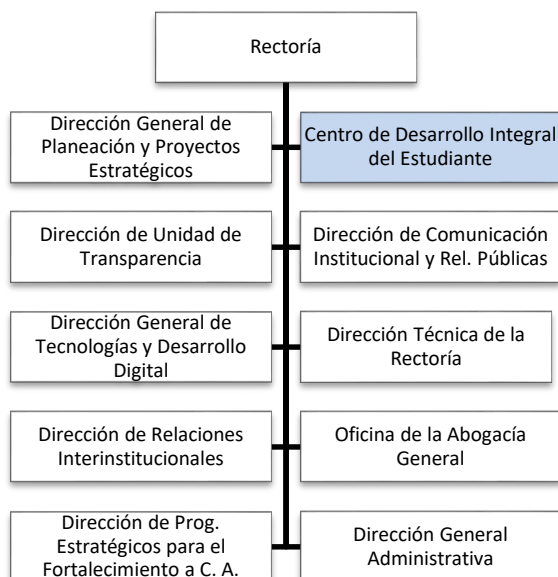 Rectoría
Dirección General de
Planeación y Proyectos
Estratégicos
Centro de Desarrollo Integral
del Estudiante
Dirección de Unidad de
Transparencia
Dirección de Comunicación
Institucional y Rel. Públicas
Dirección General de
Tecnologías y Desarrollo
Digital
Dirección Técnica de la
Rectoría
Dirección de Relaciones
Interinstitucionales
Oficina de la Abogacía
General
Dirección de Prog.
Estratégicos para el
Fortalecimiento a C. A.
Dirección General
Administrativa